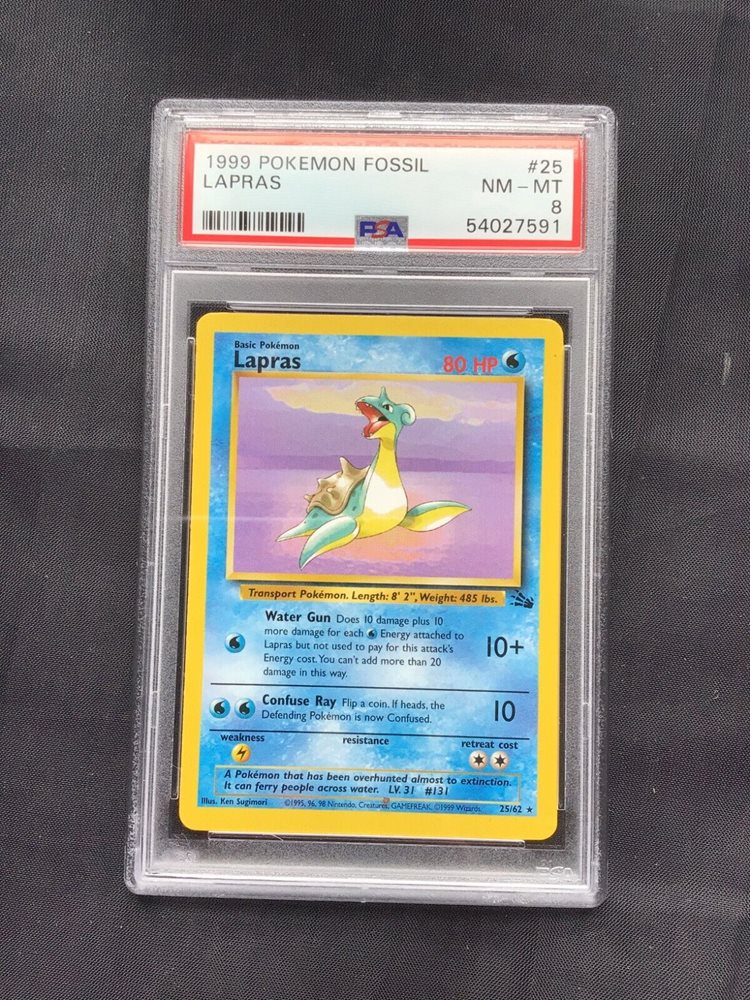 1999 POKEMON FOSSIL #25
LAPRAS NM - MT
8
PSA 54027591
Basic Pokémon
Lapras 80 HP
Transport Pokémon. Length: 8' 2", Weight: 485 lbs.
Water Gun Does 10 damage plus 10
more damage for each Energy attached to
Lapras but not used to pay for this attack's
Energy cost. You can't add more than 20
damage in this way.
10+
Confuse Ray Flip a coin. If heads, the
Defending Pokémon is now Confused.
10
weakness resistance retreat cost
A Pokémon that has been overhunted almost to extinction.
It can ferry people across water. LV. 31 #131
Illus. Ken Sugimori ©1995, 96, 98 Nintendo, Creatures, GAMEFREAK. ©1999 Wizards. 25/62 ★